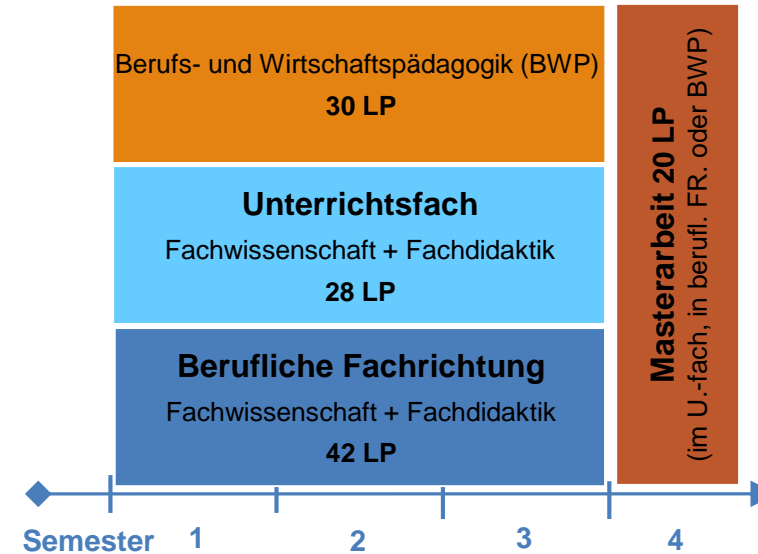 Berufs- und Wirtschaftspädagogik (BWP)
30 LP
Unterrichtsfach
Fachwissenschaft + Fachdidaktik
28 LP
Berufliche Fachrichtung
Fachwissenschaft + Fachdidaktik
42 LP
Masterarbeit 20 LP
(im U.-fach, in berufl. FR. oder BWP)
Semester 1 2 3 4